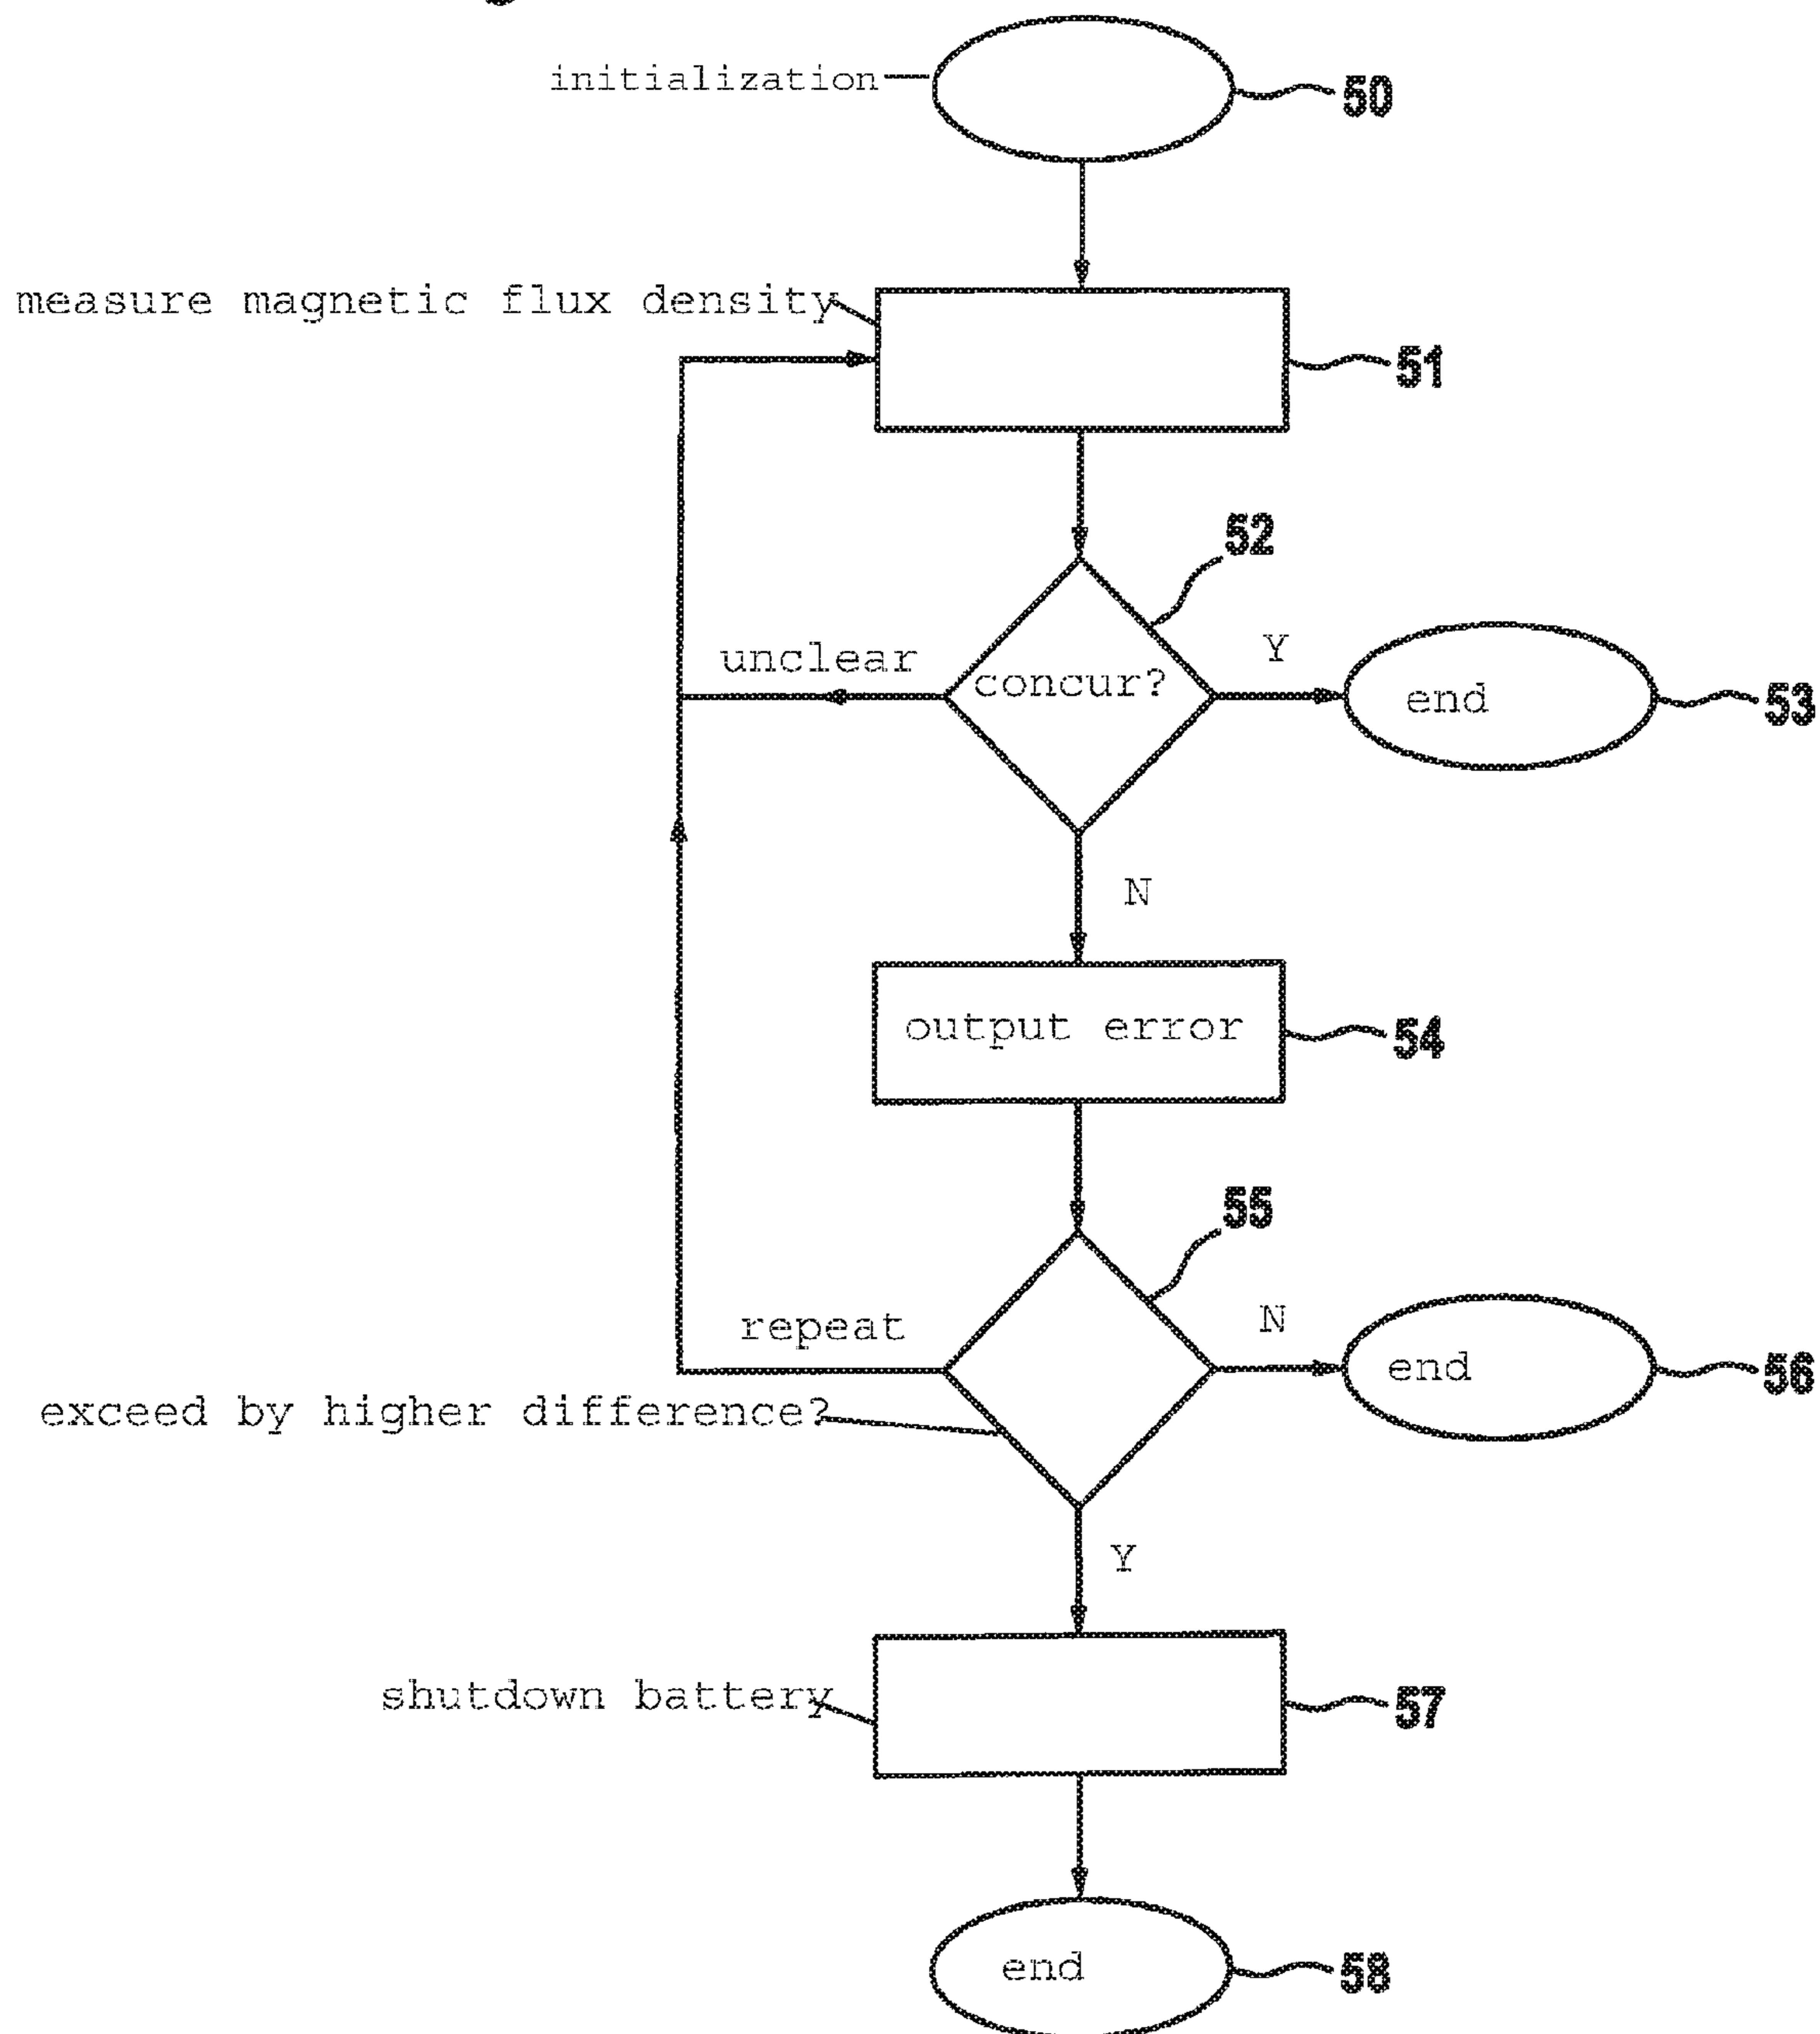 initialization
50
measure magnetic flux density
51
52
unclear
concur?
Y
end
53
N
output error
54
55
repeat
N
end
56
exceed by higher difference?
Y
shutdown battery
57
end
58